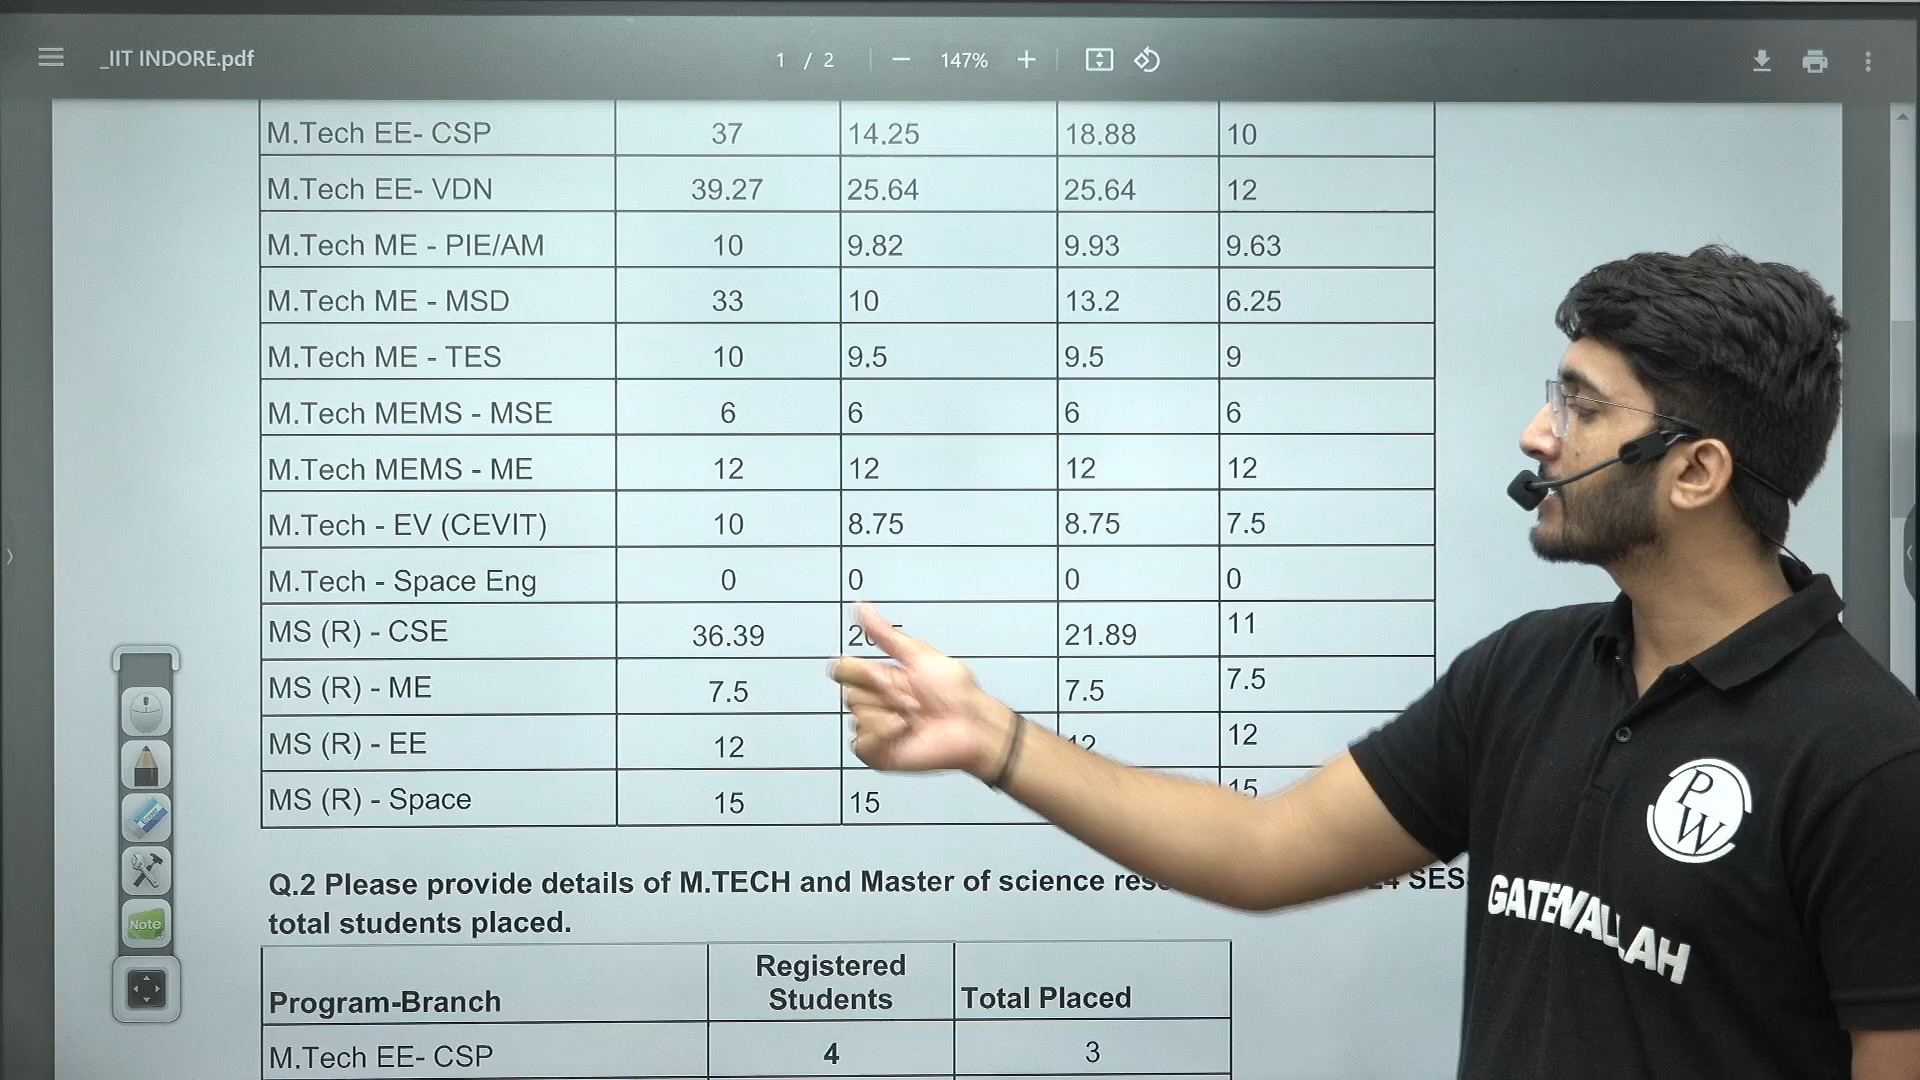 _IIT INDORE.pdf
1 / 2
147%
M.Tech EE- CSP 37 14.25 18.88 10
M.Tech EE- VDN 39.27 25.64 25.64 12
M.Tech ME - PIE/AM 10 9.82 9.93 9.63
M.Tech ME - MSD 33 10 13.2 6.25
M.Tech ME - TES 10 9.5 9.5 9
M.Tech MEMS - MSE 6 6 6 6
M.Tech MEMS - ME 12 12 12 12
M.Tech - EV (CEVIT) 10 8.75 8.75 7.5
M.Tech - Space Eng 0 0 0 0
MS (R) - CSE 36.39 21.89 11
MS (R) - ME 7.5 7.5 7.5
MS (R) - EE 12 12 12
MS (R) - Space 15 15 15
Q.2 Please provide details of M.TECH and Master of science
total students placed.
Program-Branch Registered Students Total Placed
M.Tech EE- CSP 4 3
Eraser
Note
PW
GATEWALLAH